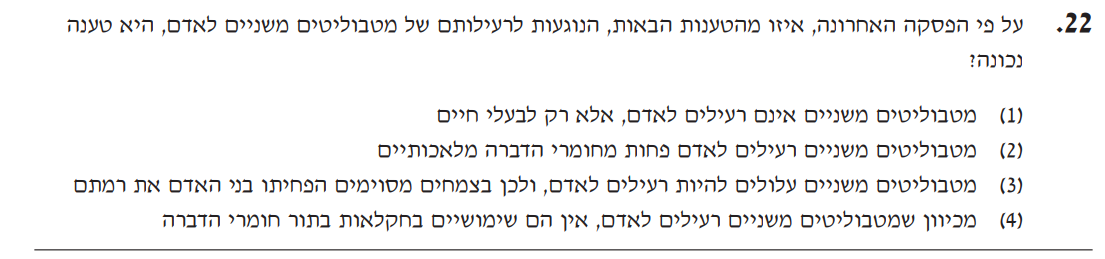 22. על פי הפסקה האחרונה, איזו מהטענות הבאות, הנוגעות לרעילותם של מטבוליטים משניים לאדם, היא טענה
נכונה?
(1) מטבוליטים משניים אינם רעילים לאדם, אלא רק לבעלי חיים
(2) מטבוליטים משניים רעילים לאדם פחות מחומרי הדברה מלאכותיים
(3) מטבוליטים משניים עלולים להיות רעילים לאדם, ולכן בצמחים מסוימים הפחיתו בני האדם את רמתם
(4) מכיוון שמטבוליטים משניים רעילים לאדם, אין הם שימושיים בחקלאות בתור חומרי הדברה